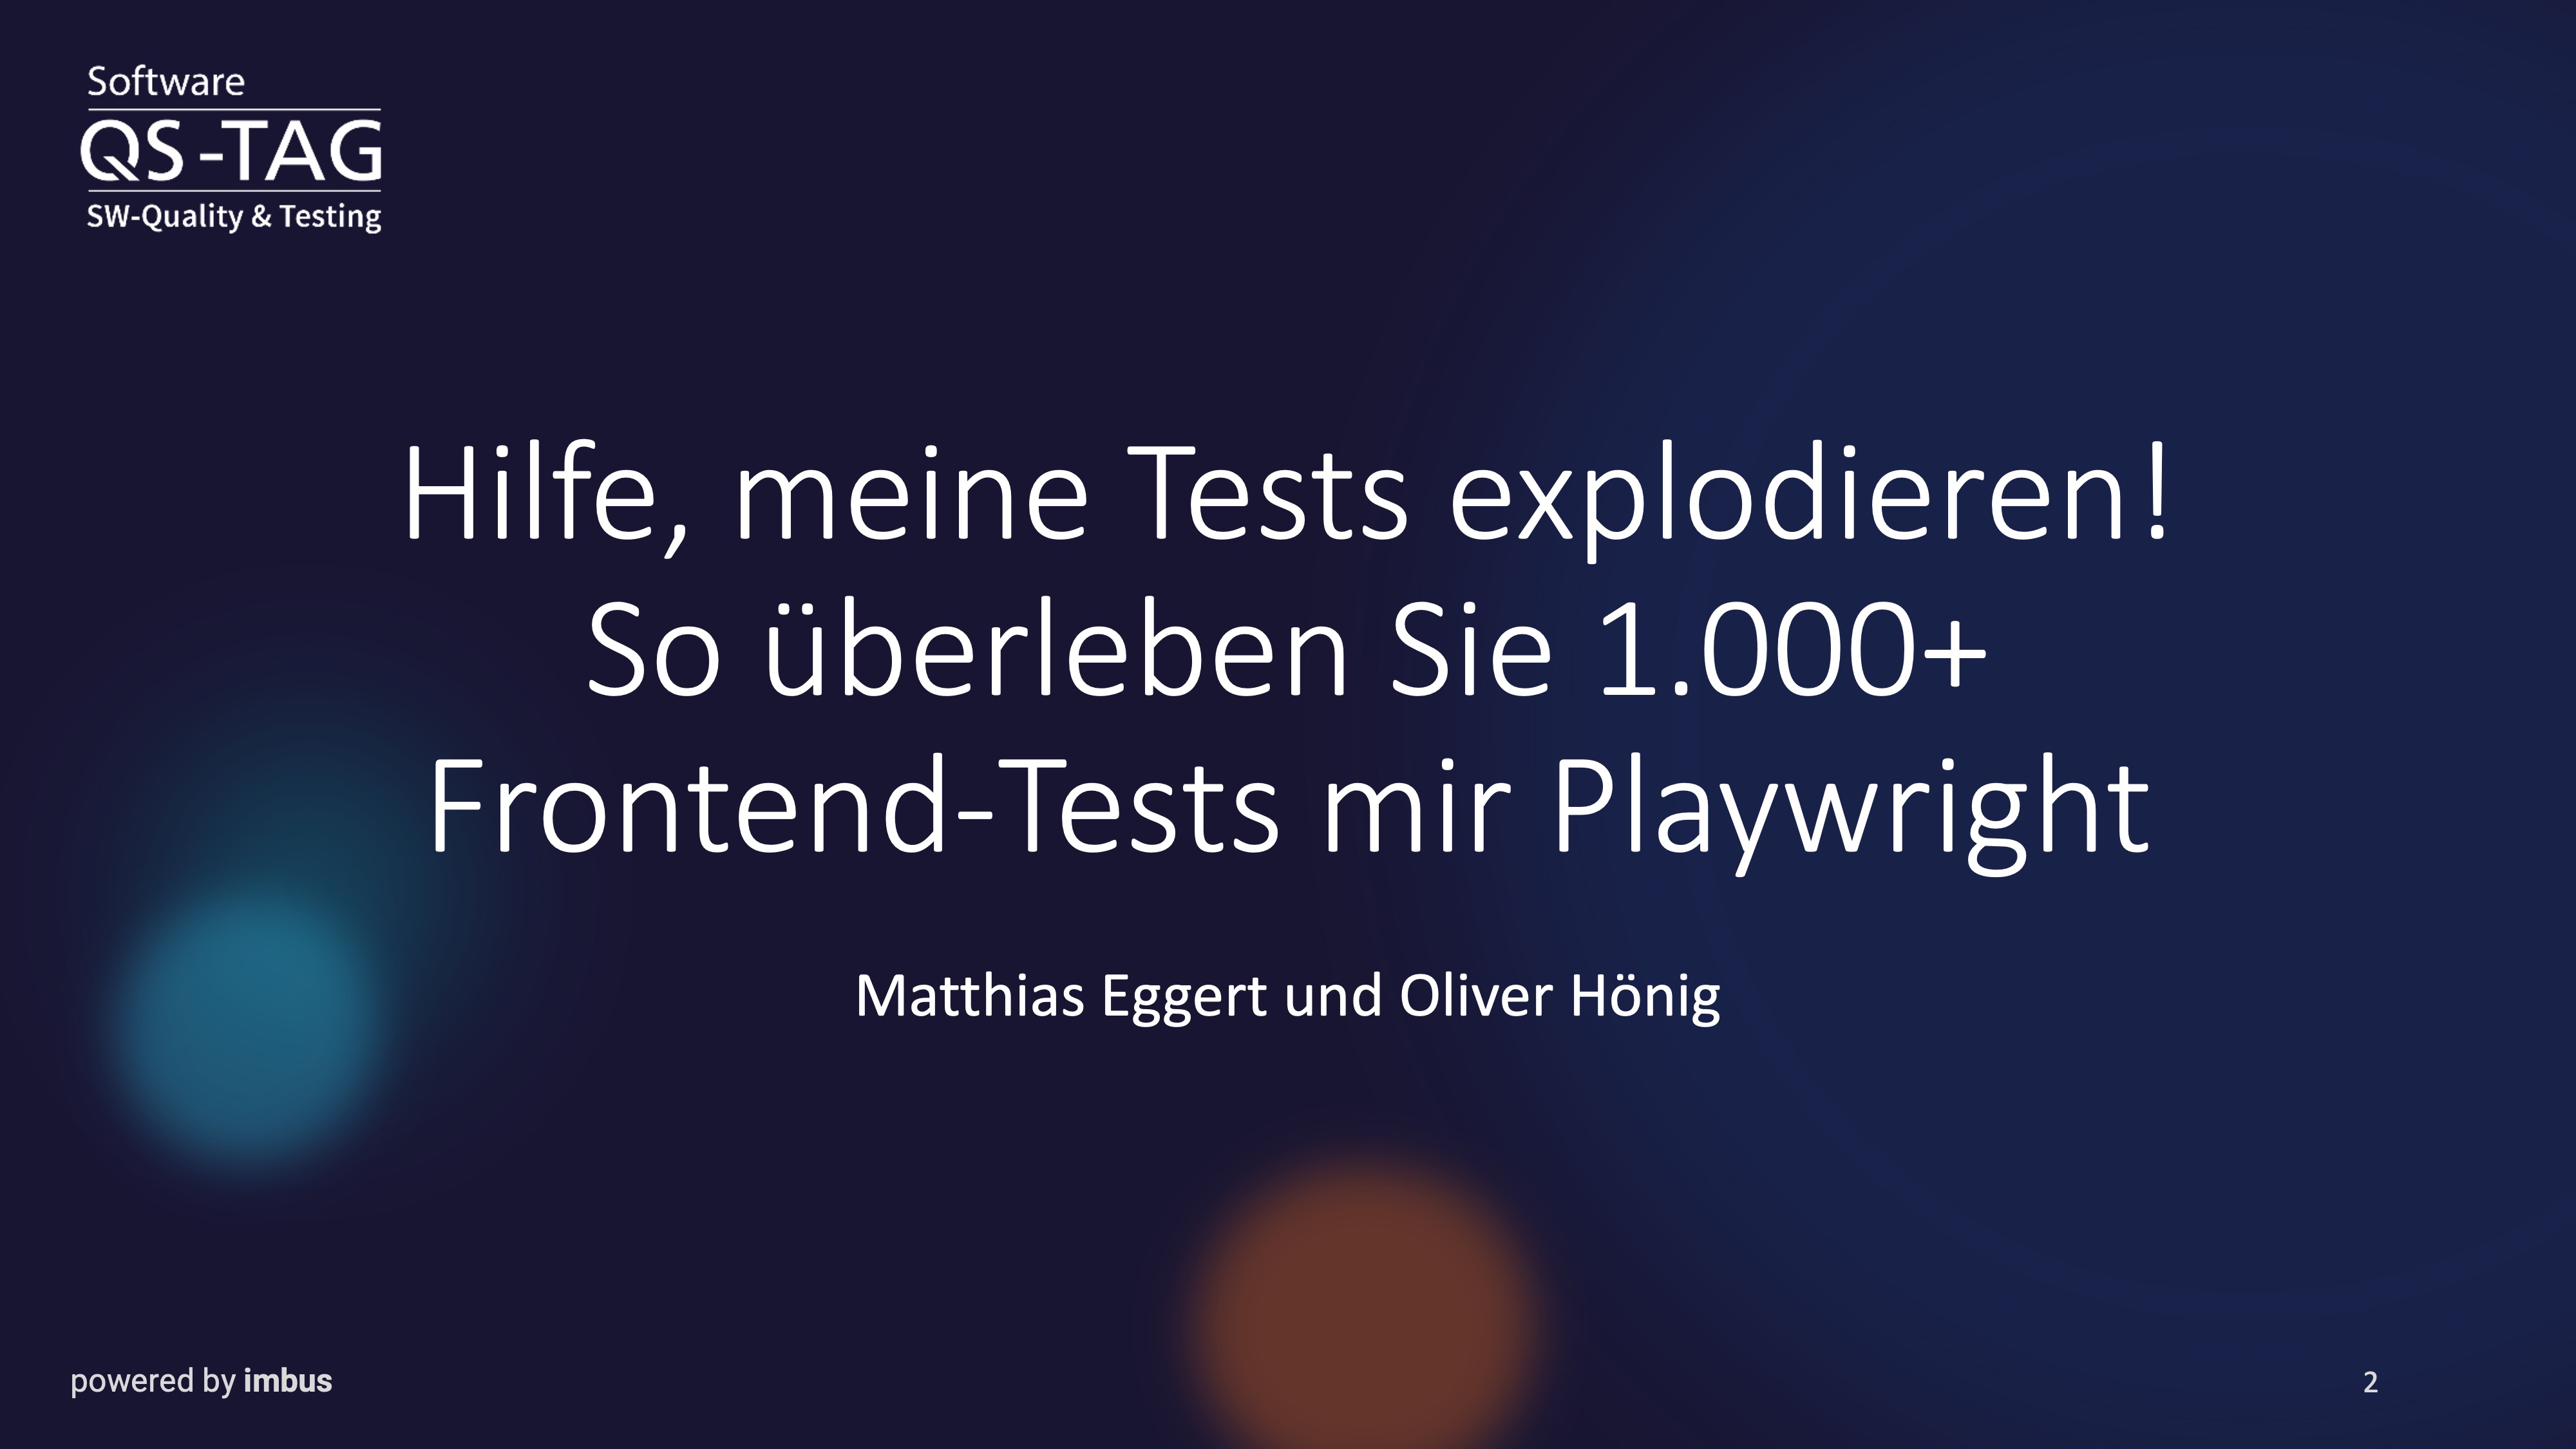 Software
QS-TAG
SW-Quality & Testing
Hilfe, meine Tests explodieren!
So überleben Sie 1.000+
Frontend-Tests mir Playwright
Matthias Eggert und Oliver Hönig
powered by imbus
2